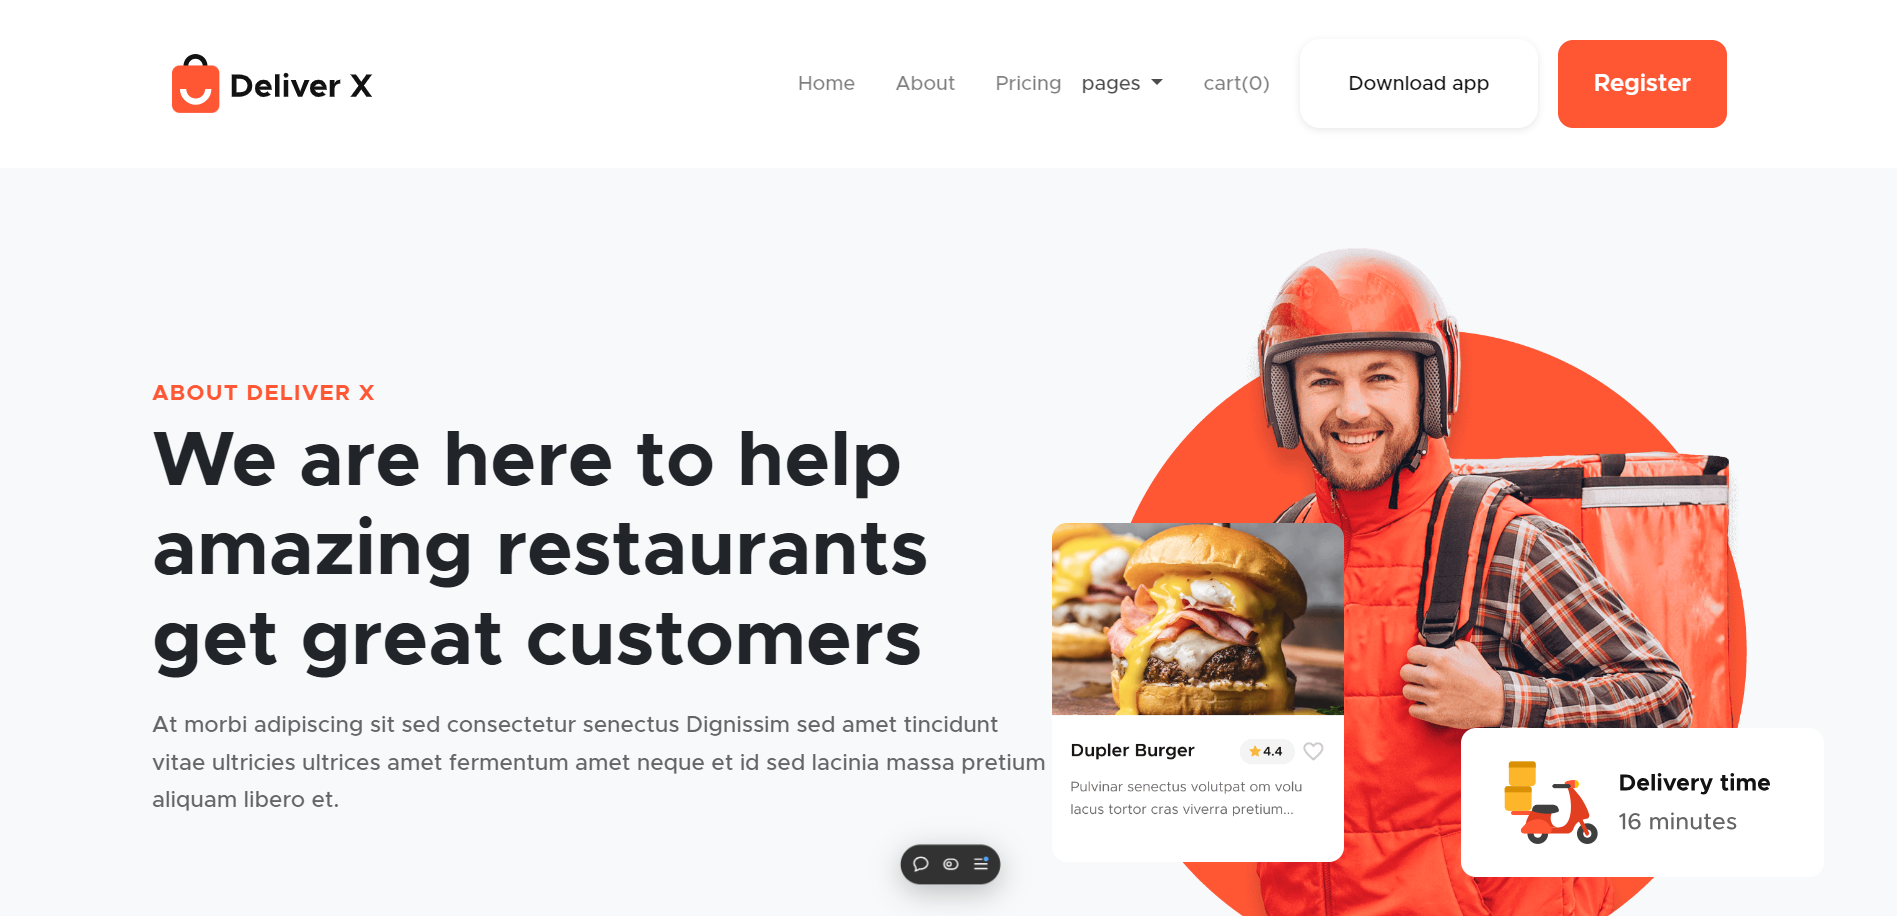 Deliver X
Home About Pricing pages cart(0) Download app Register
ABOUT DELIVER X
We are here to help
amazing restaurants
get great customers
At morbi adipiscing sit sed consectetur senectus Dignissim sed amet tincidunt
vitae ultricies ultrices amet fermentum amet neque et id sed lacinia massa pretium
aliquam libero et.
Dupler Burger 4.4
Pulvinar senectus volutpat om volu
lacus tortor cras viverra pretium...
Delivery time
16 minutes